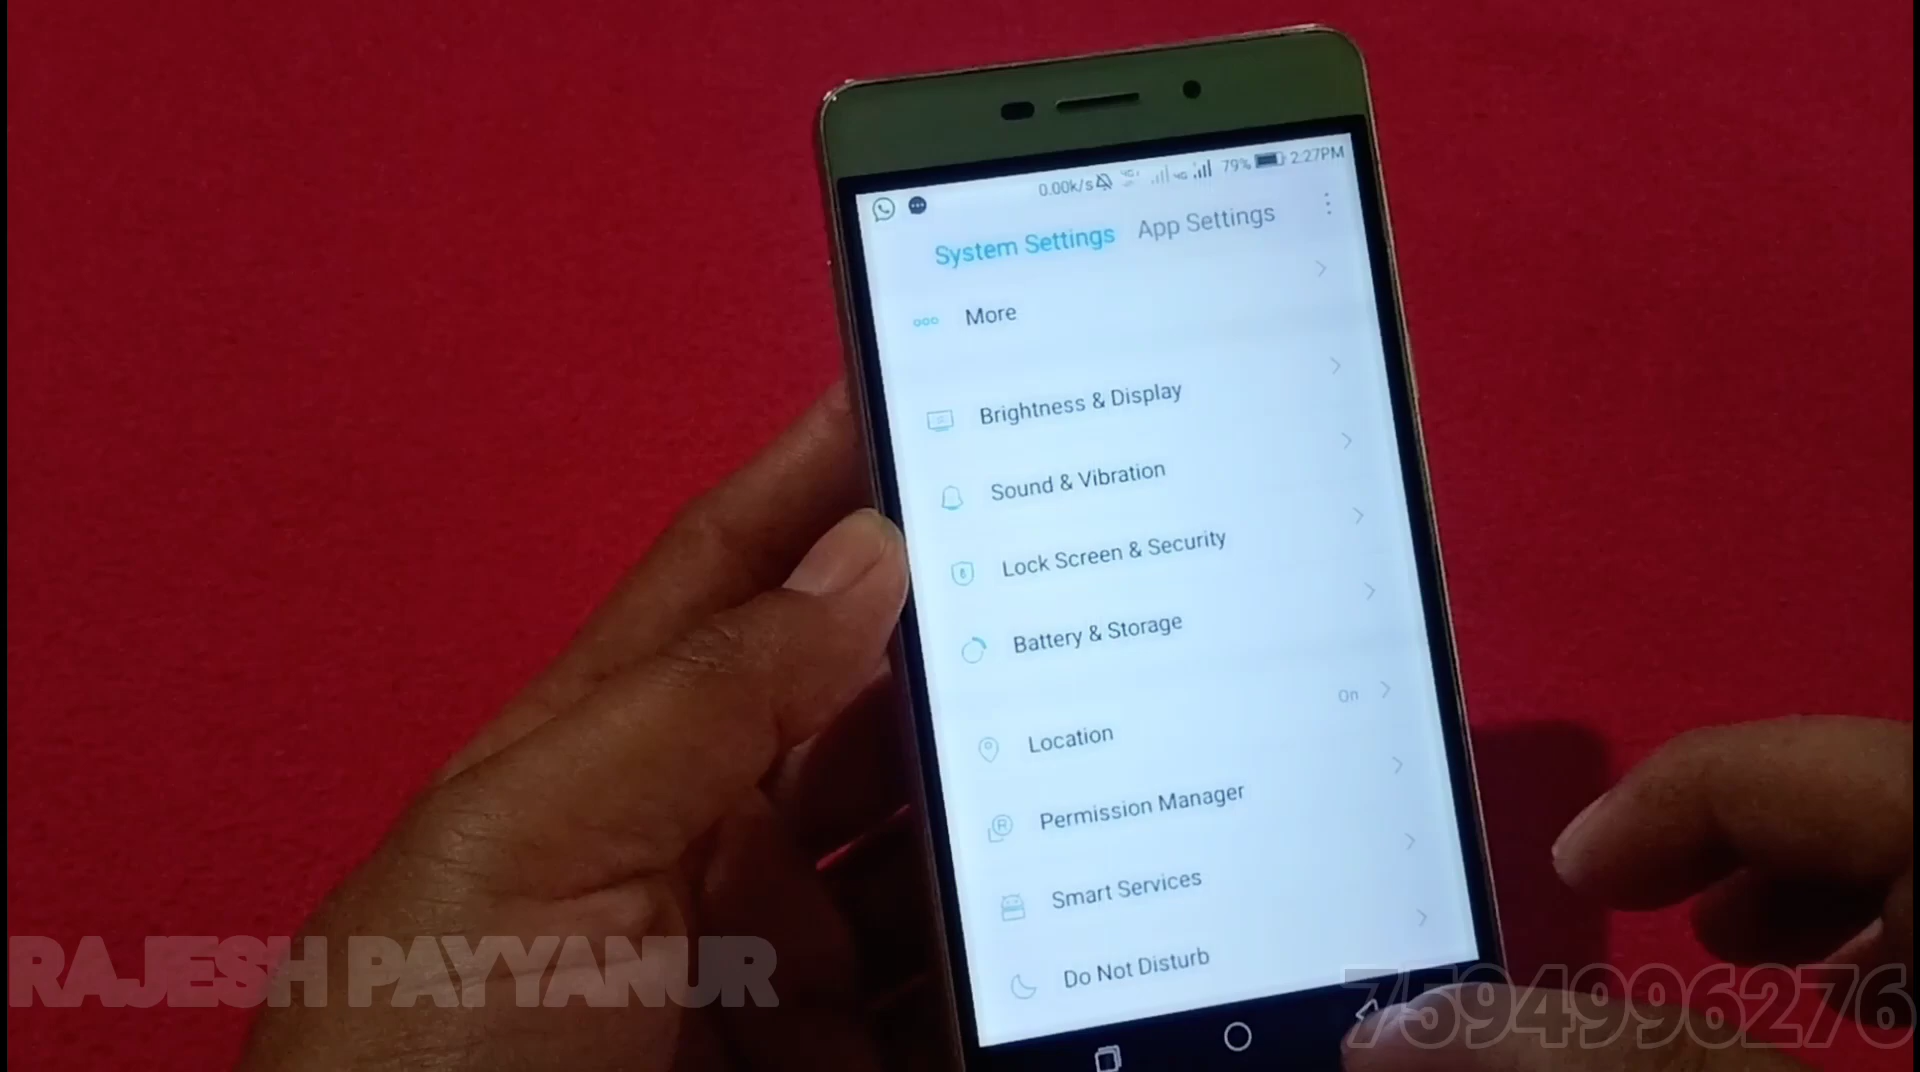 0.00k/s 4G 79% 2:27PM
System Settings App Settings
More
Brightness & Display
Sound & Vibration
Lock Screen & Security
Battery & Storage
Location On
Permission Manager
Smart Services
Do Not Disturb
RAJESH PAYYANUR
7594996276